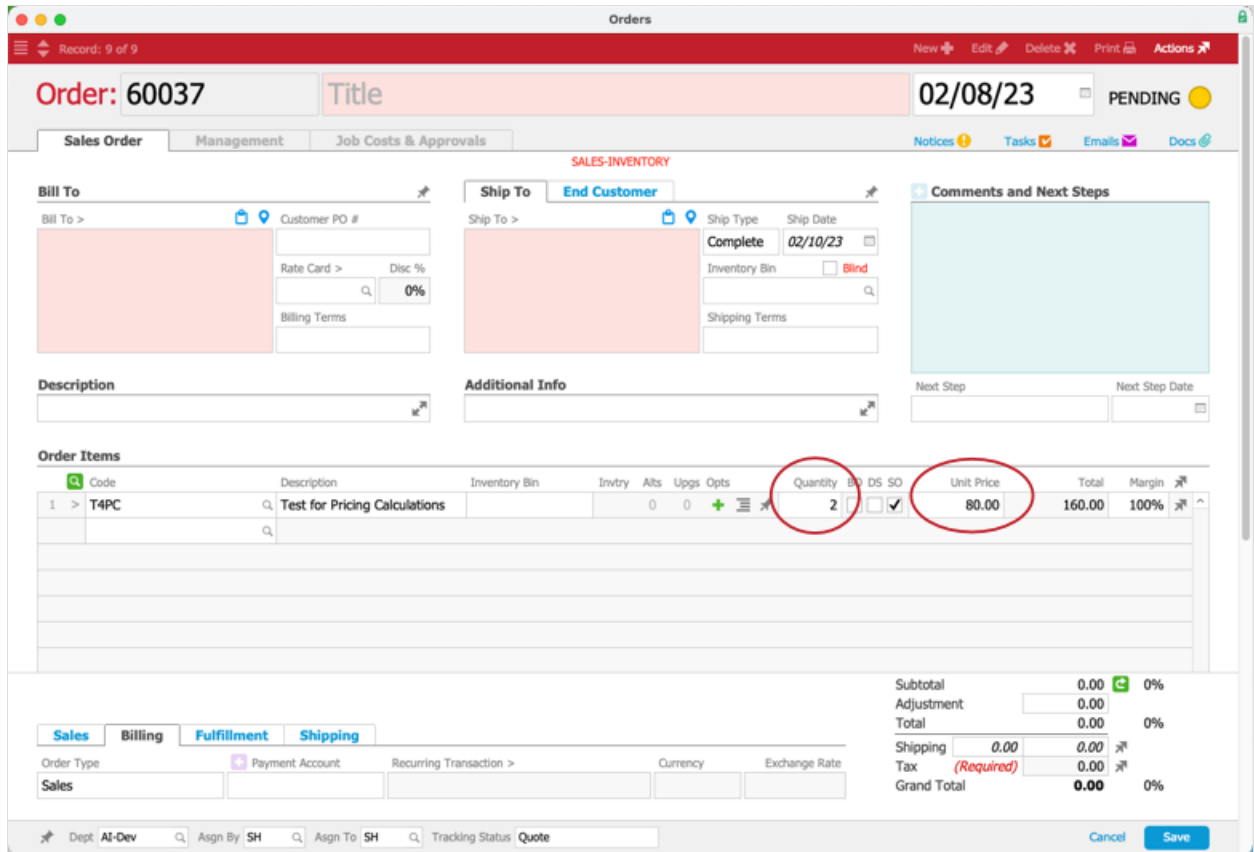 Orders
Record: 9 of 9 New Edit Delete Print Actions
Order: 60037 Title 02/08/23 PENDING
Sales Order Management Job Costs & Approvals Notices Tasks Emails Docs
SALES-INVENTORY
Bill To Ship To End Customer Comments and Next Steps
Bill To > Customer PO # Ship To > Ship Type Ship Date
Complete 02/10/23
Rate Card > Disc % Inventory Bin Blind
0%
Billing Terms Shipping Terms
Description Additional Info Next Step Next Step Date
Order Items
Code Description Inventory Bin Invtry Alts Upgs Opts Quantity BO DS SO Unit Price Total Margin
1 > T4PC Test for Pricing Calculations 0 0 2 80.00 160.00 100%
Subtotal 0.00 0%
Adjustment 0.00
Total 0.00 0%
Sales Billing Fulfillment Shipping
Shipping 0.00 0.00
Order Type Payment Account Recurring Transaction > Currency Exchange Rate
Tax (Required) 0.00
Sales
Grand Total 0.00 0%
Dept AI-Dev Asgn By SH Asgn To SH Tracking Status Quote Cancel Save